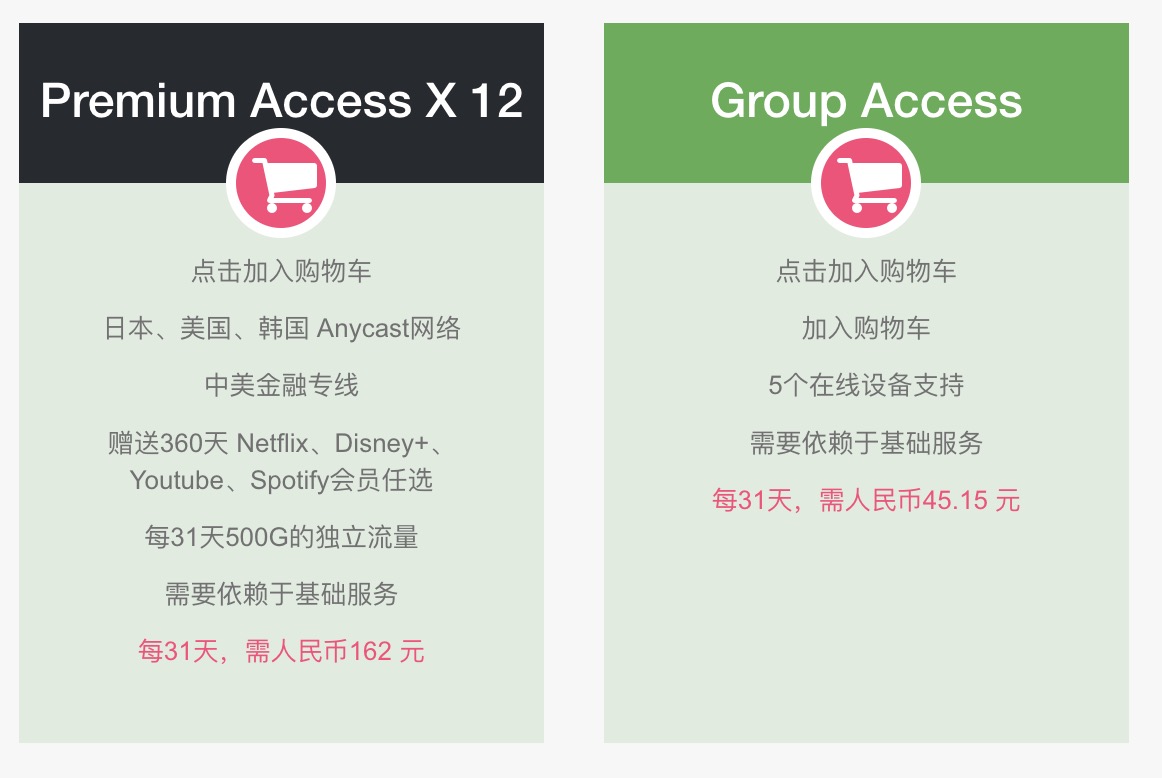 Premium Access X 12
点击加入购物车
日本、美国、韩国 Anycast网络
中美金融专线
赠送360天 Netflix、Disney+、
Youtube、Spotify会员任选
每31天500G的独立流量
需要依赖于基础服务
每31天，需人民币162 元
Group Access
点击加入购物车
加入购物车
5个在线设备支持
需要依赖于基础服务
每31天，需人民币45.15 元